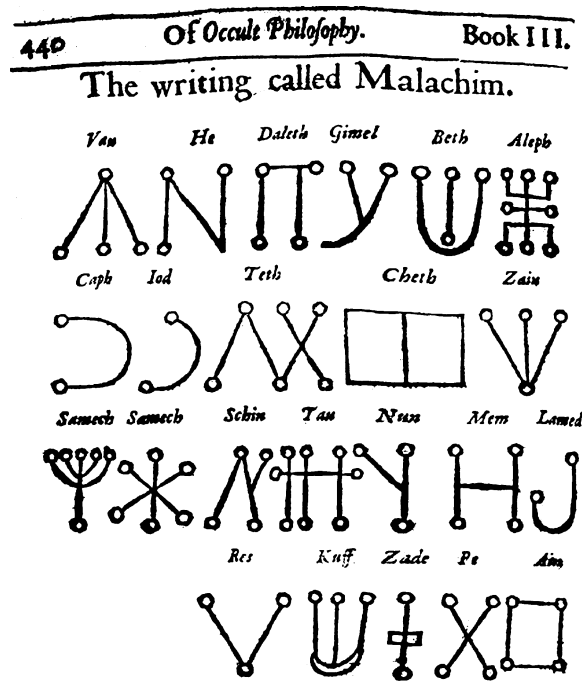 440 Of Occult Philosophy. Book III.
The writing called Malachim.
Vau He Daleth Gimel Beth Aleph
Caph Iod Teth Cheth Zain
Samech Samech Schin Tau Nun Mem Lamed
Res Kuff Zade Pe Ain